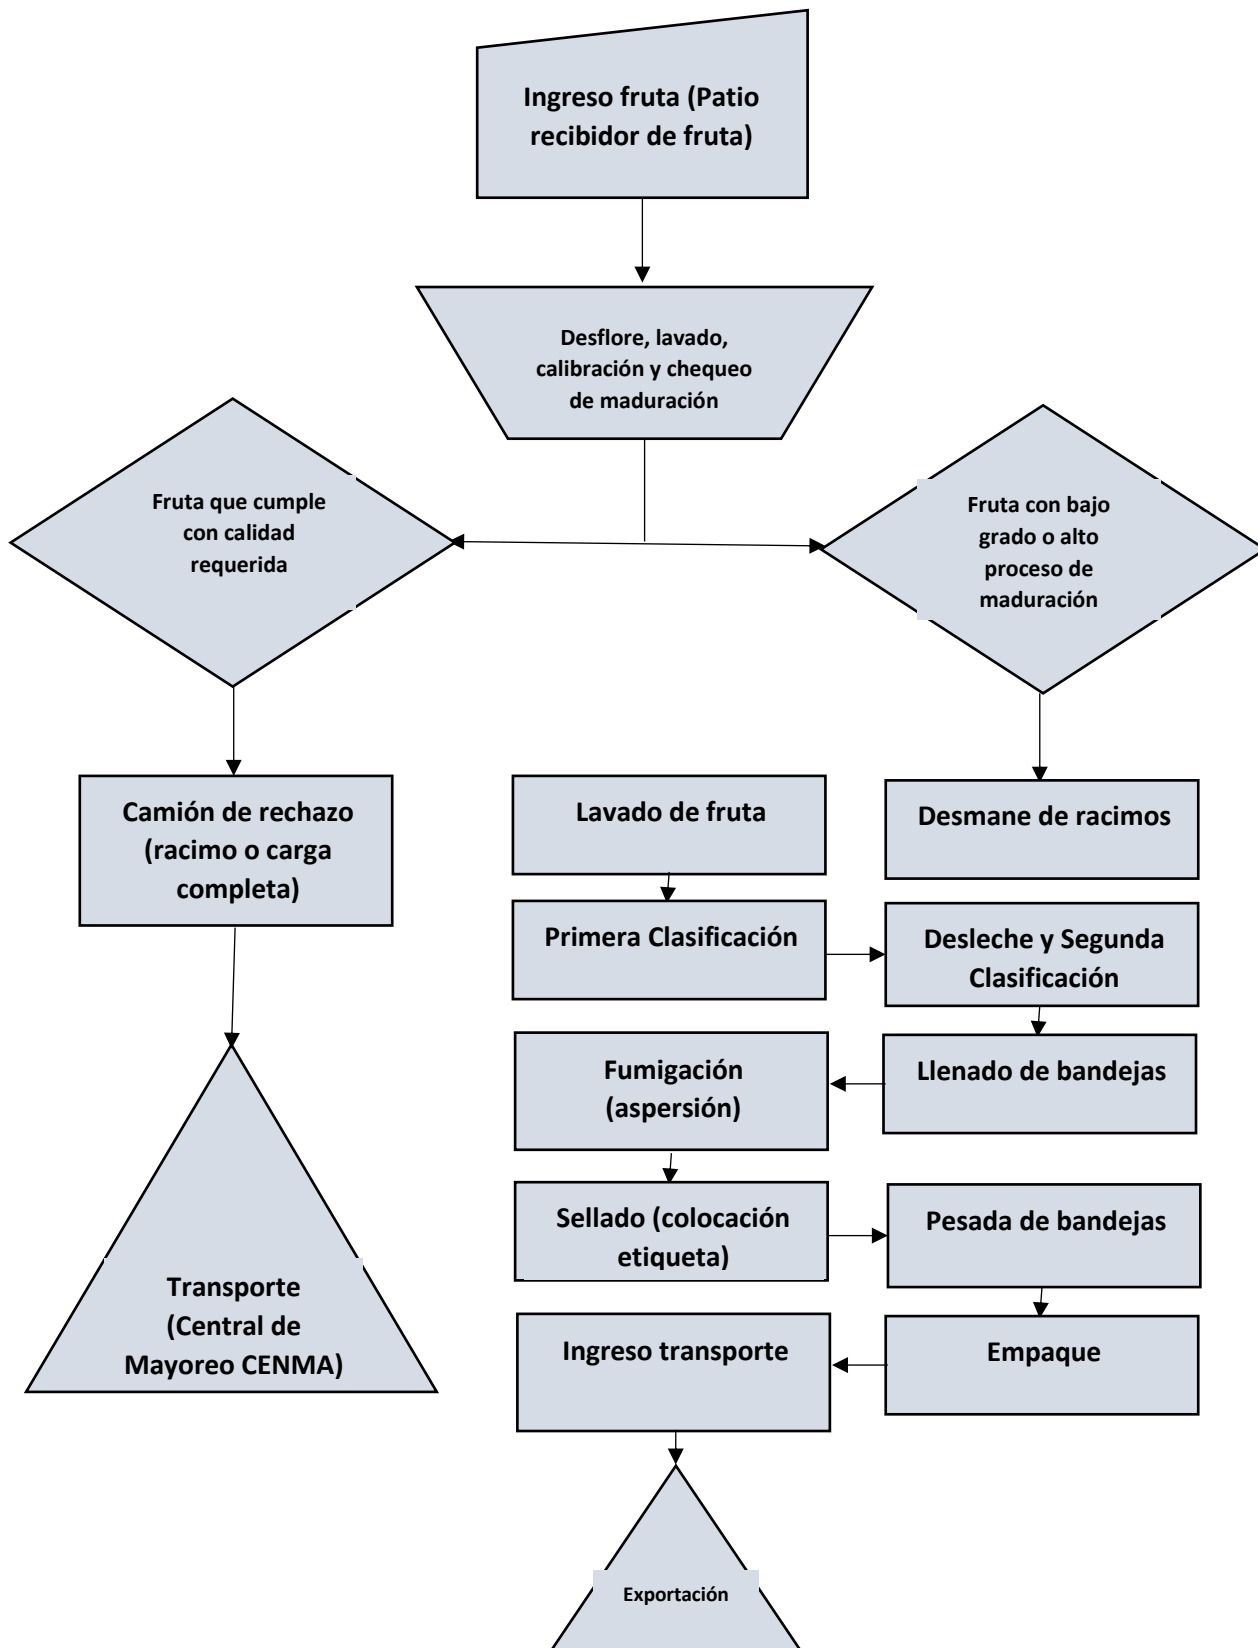 Ingreso fruta (Patio
recibidor de fruta)
Desflore, lavado,
calibración y chequeo
de maduración
Fruta que cumple
con calidad
requerida
Fruta con bajo
grado o alto
proceso de
maduración
Camión de rechazo
(racimo o carga
completa)
Lavado de fruta
Desmane de racimos
Primera Clasificación
Desleche y Segunda
Clasificación
Fumigación
(aspersión)
Llenado de bandejas
Sellado (colocación
etiqueta)
Pesada de bandejas
Transporte
(Central de
Mayoreo CENMA)
Ingreso transporte
Empaque
Exportación